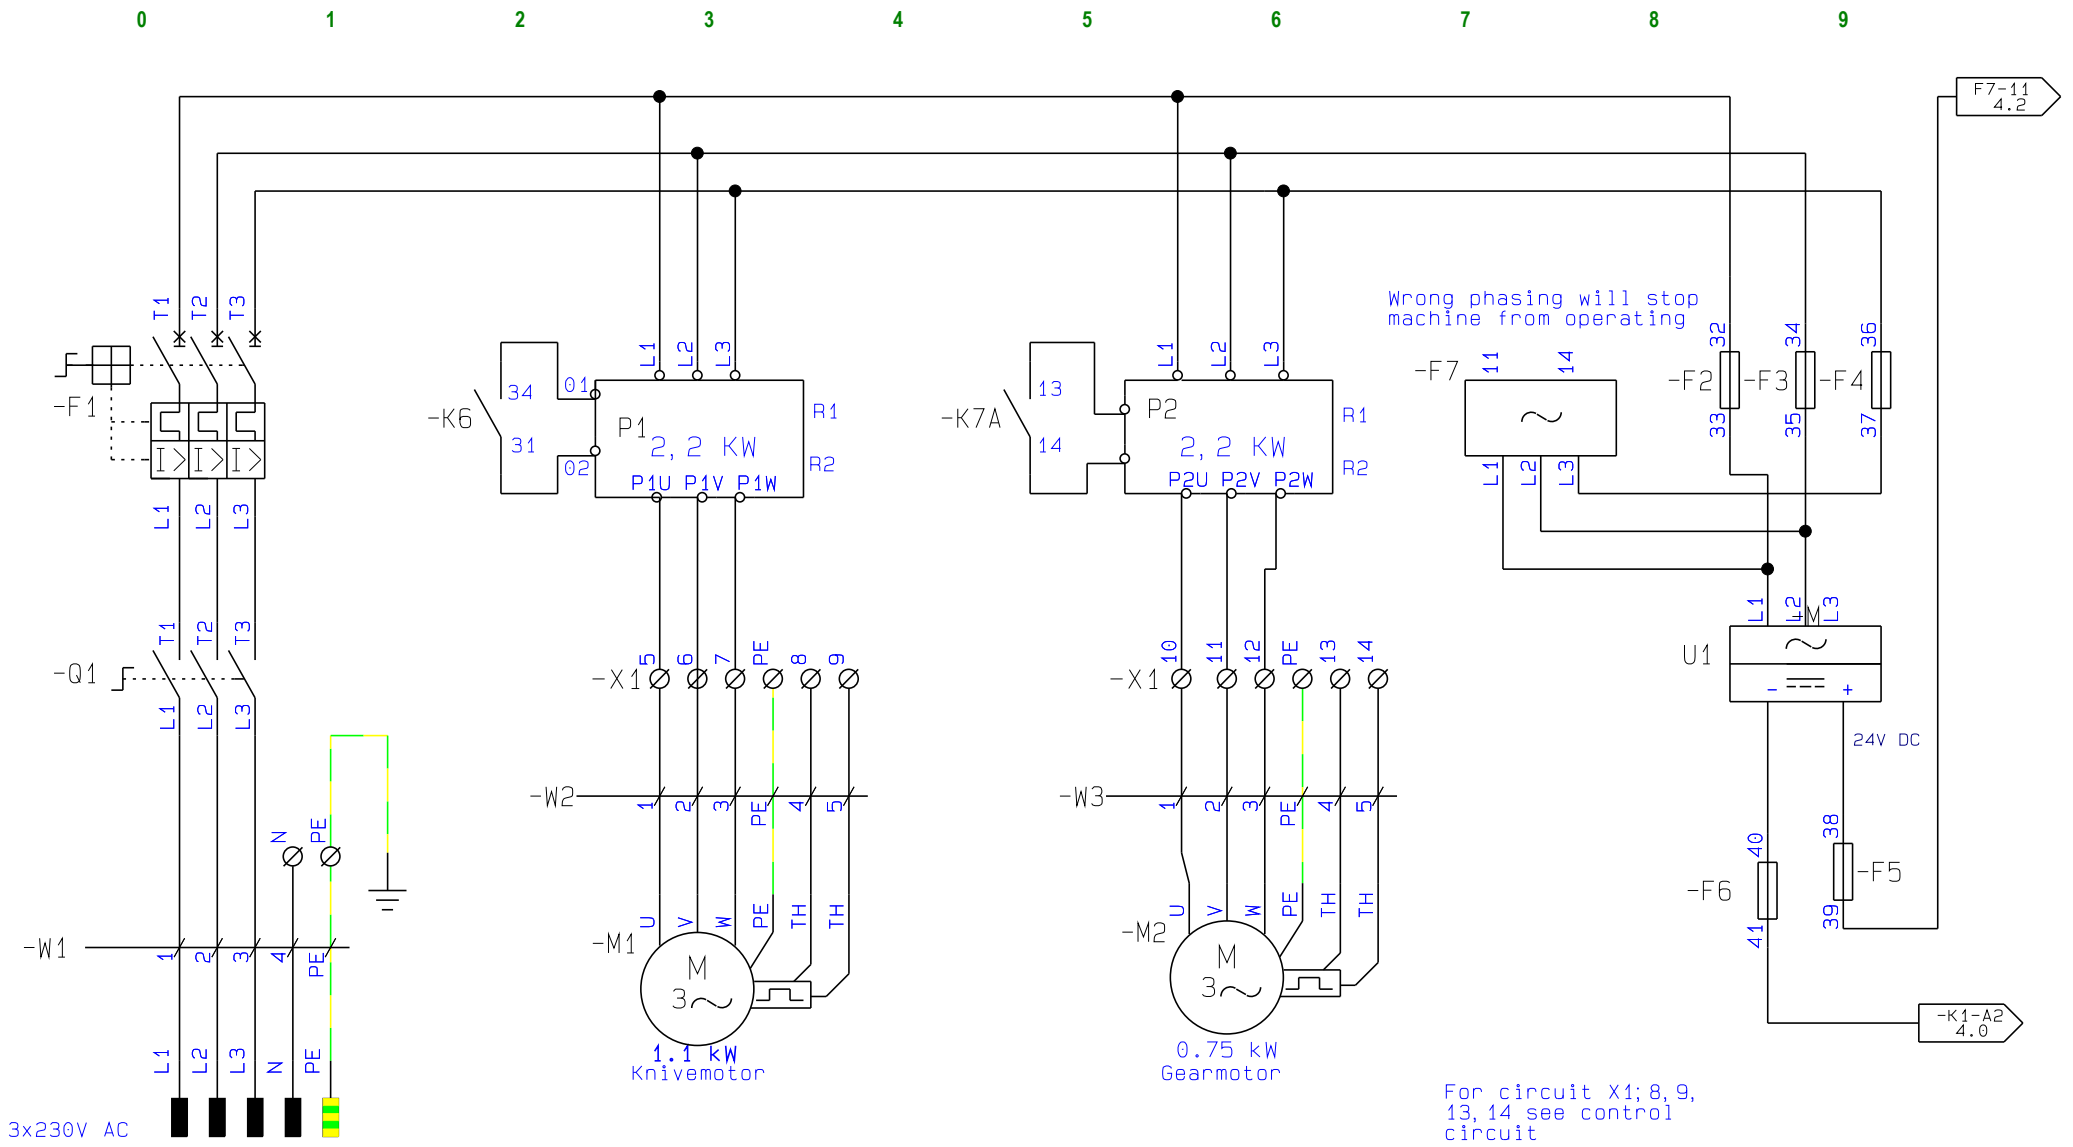 0 1 2 3 4 5 6 7 8 9
F7-11
4.2
T1 T2 T3
-F1
I> I> I>
L1 L2 L3
T1 T2 T3
-Q1
L1 L2 L3
N PE
-W1
1 2 3 4 PE
L1 L2 L3 N PE
3x230V AC
L1 L2 L3
-K6
34
31
01
02
P1
2,2 KW
R1
R2
P1U P1V P1W
-X1
5 6 7 PE 8 9
-W2
1 2 3 PE 4 5
U V W PE TH TH
-M1
M
3
1.1 kW
Knivemotor
L1 L2 L3
-K7A
13
14
P2
2,2 KW
R1
R2
P2U P2V P2W
-X1
10 11 12 PE 13 14
-W3
1 2 3 PE 4 5
U V W PE TH TH
-M2
M
3
0.75 kW
Gearmotor
Wrong phasing will stop
machine from operating
-F7
11 14
L1 L2 L3
32 34 36
-F2 -F3 -F4
33 35 37
L1 L2 L3
-M
U1
- +
24V DC
40 38
-F6 -F5
41 39
-K1-A2
4.0
For circuit X1;8,9,
13,14 see control
circuit